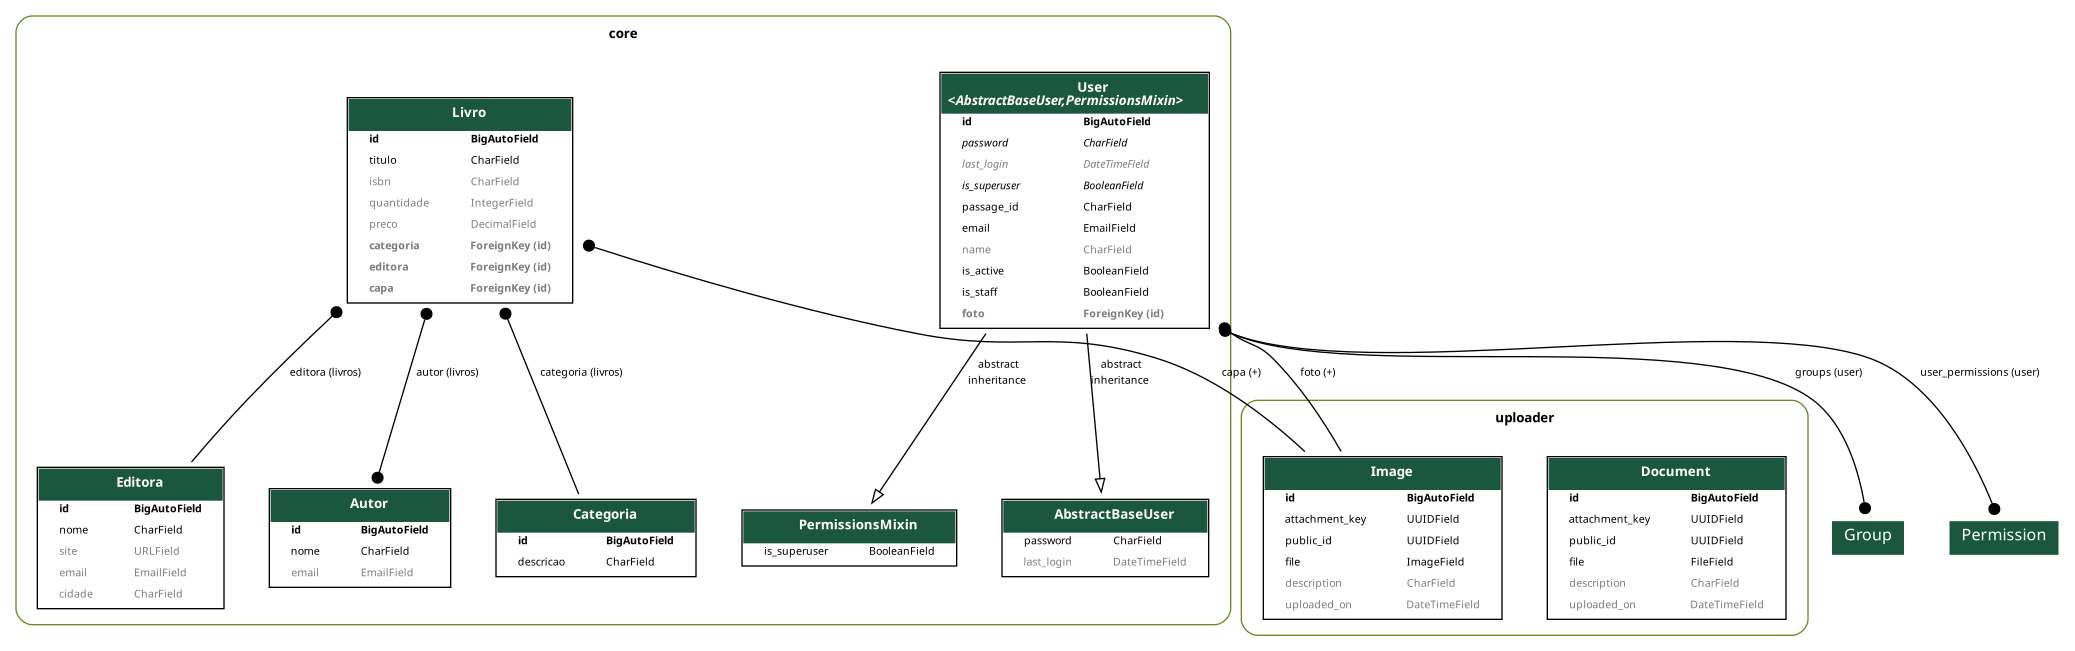 core
Livro
id BigAutoField
titulo CharField
isbn CharField
quantidade IntegerField
preco DecimalField
categoria ForeignKey (id)
editora ForeignKey (id)
capa ForeignKey (id)
User
<AbstractBaseUser,PermissionsMixin>
id BigAutoField
password CharField
last_login DateTimeField
is_superuser BooleanField
passage_id CharField
email EmailField
name CharField
is_active BooleanField
is_staff BooleanField
foto ForeignKey (id)
editora (livros)
autor (livros)
categoria (livros)
abstract
inheritance
abstract
inheritance
capa (+)
foto (+)
groups (user)
user_permissions (user)
Editora
id BigAutoField
nome CharField
site URLField
email EmailField
cidade CharField
Autor
id BigAutoField
nome CharField
email EmailField
Categoria
id BigAutoField
descricao CharField
PermissionsMixin
is_superuser BooleanField
AbstractBaseUser
password CharField
last_login DateTimeField
uploader
Image
id BigAutoField
attachment_key UUIDField
public_id UUIDField
file ImageField
description CharField
uploaded_on DateTimeField
Document
id BigAutoField
attachment_key UUIDField
public_id UUIDField
file FileField
description CharField
uploaded_on DateTimeField
Group
Permission